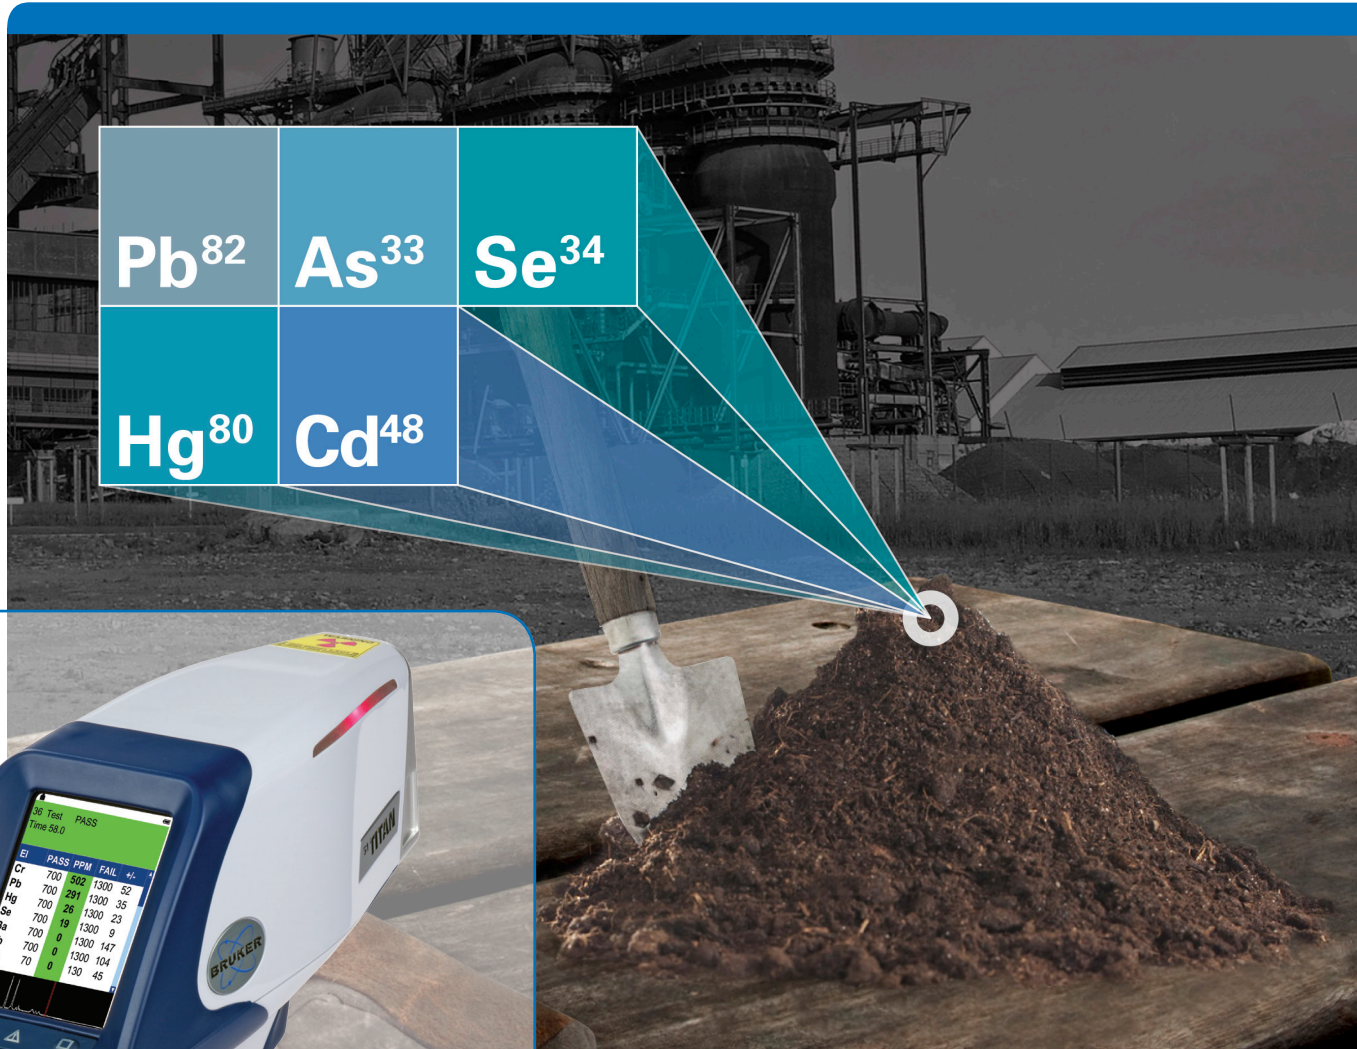 Pb82 As33 Se34
Hg80 Cd48
36 Test PASS
Time 58.0
El PASS PPM FAIL +/-
Cr 700 502 1300 52
Pb 700 291 1300 35
Hg 700 26 1300 23
Se 700 19 1300 9
700 0 1300 147
700 0 1300 104
70 0 130 45
TITAN
BRUKER